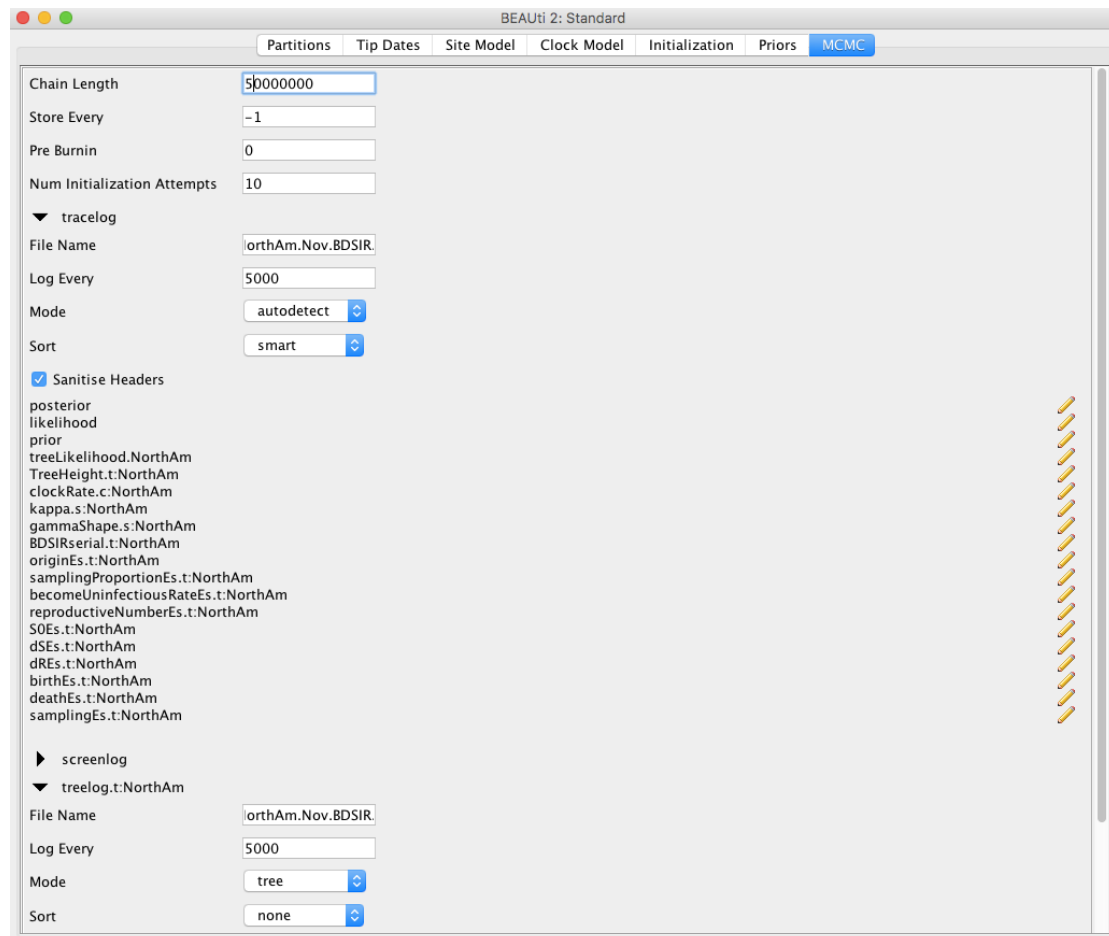 BEAUti 2: Standard
Partitions Tip Dates Site Model Clock Model Initialization Priors MCMC
Chain Length 50000000
Store Every -1
Pre Burnin 0
Num Initialization Attempts 10
tracelog
File Name orthAm.Nov.BDSIR.
Log Every 5000
Mode autodetect
Sort smart
Sanitise Headers
posterior
likelihood
prior
treeLikelihood.NorthAm
TreeHeight.t:NorthAm
clockRate.c:NorthAm
kappa.s:NorthAm
gammaShape.s:NorthAm
BDSIRserial.t:NorthAm
originEs.t:NorthAm
samplingProportionEs.t:NorthAm
becomeUninfectiousRateEs.t:NorthAm
reproductiveNumberEs.t:NorthAm
S0Es.t:NorthAm
dSEs.t:NorthAm
dREs.t:NorthAm
birthEs.t:NorthAm
deathEs.t:NorthAm
samplingEs.t:NorthAm
screenlog
treelog.t:NorthAm
File Name orthAm.Nov.BDSIR.
Log Every 5000
Mode tree
Sort none